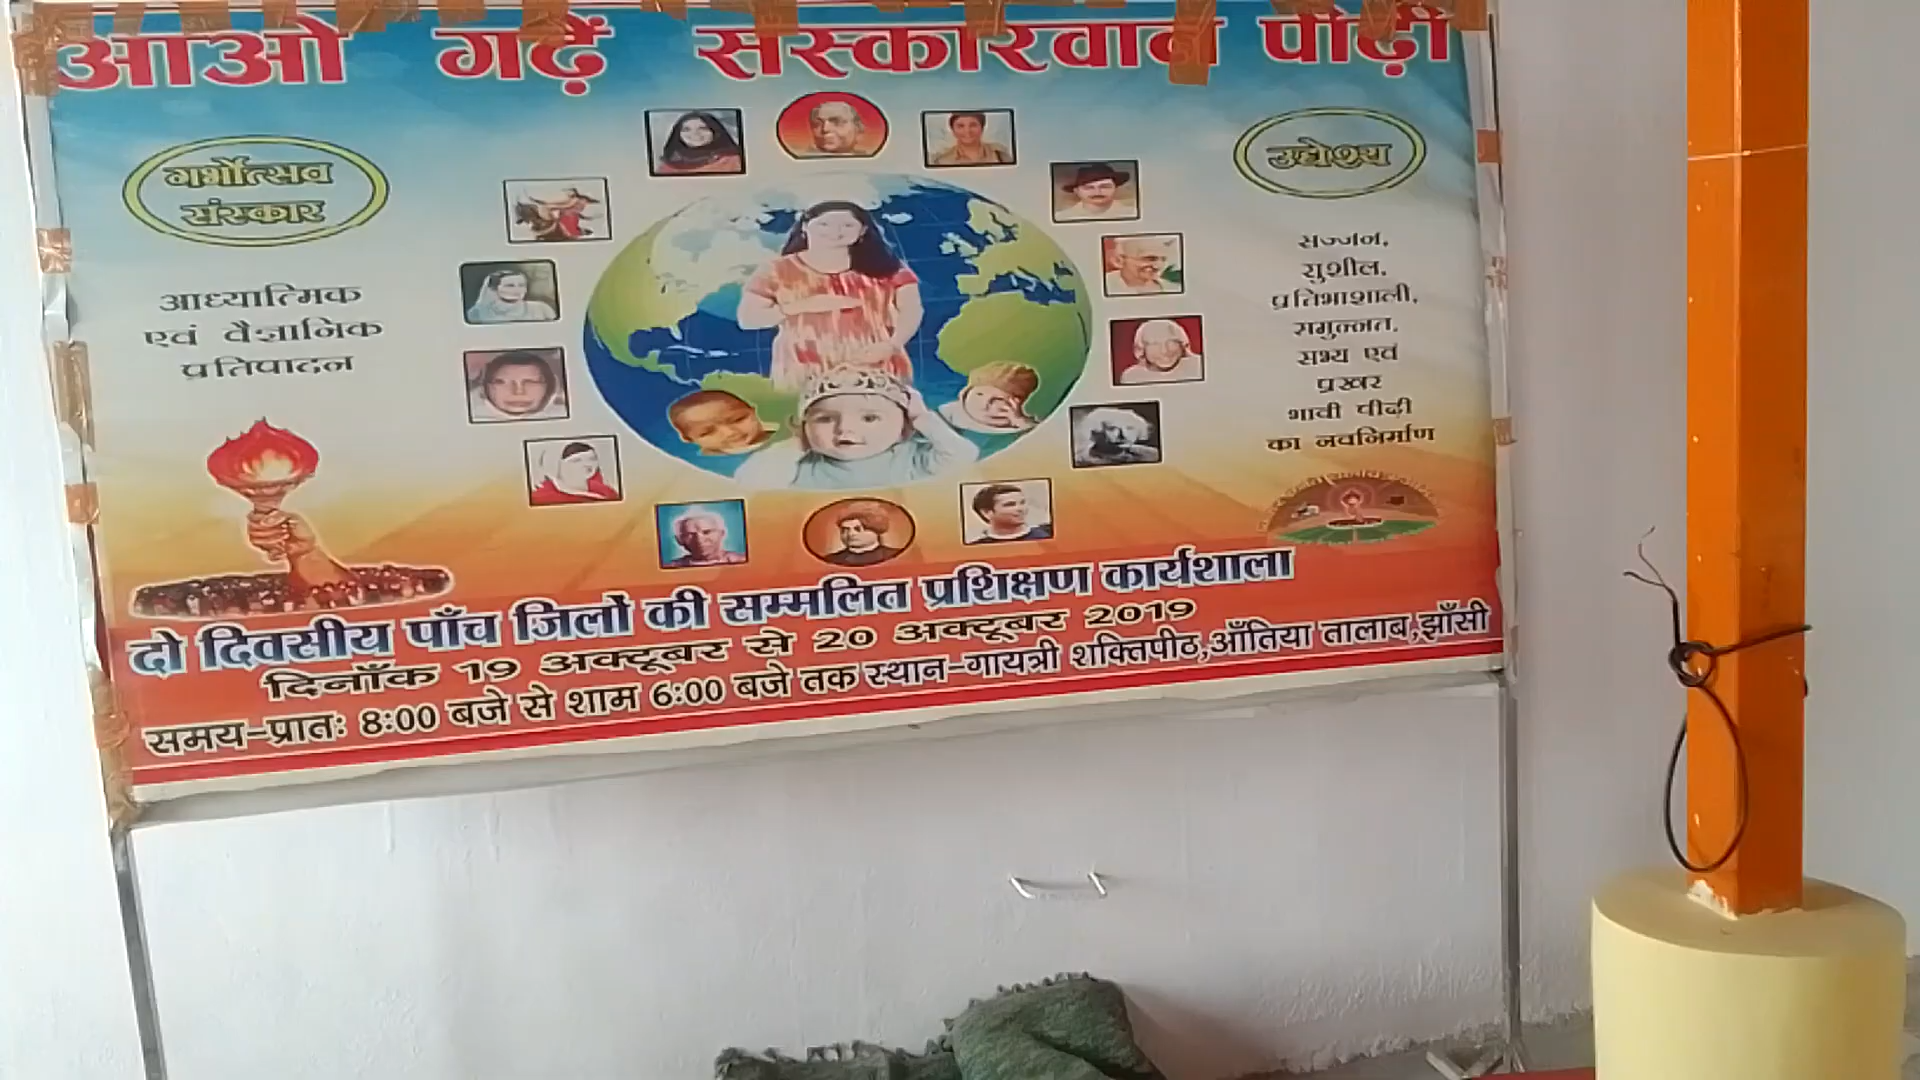 आओ गढ़ें संस्कारवान पीढ़ी
गर्भोत्सव
संस्कार
आध्यात्मिक
एवं वैज्ञानिक
प्रतिपादन
उद्येश्य
सज्जन,
सुशील,
प्रतिभाशाली,
समुन्नत,
सभ्य एवं
प्रखर
भावी पीढी
का नवनिर्माण
दो दिवसीय पाँच जिलों की सम्मलित प्रशिक्षण कार्यशाला
दिनाँक 19 अक्टूबर से 20 अक्टूबर 2019
समय-प्रातः 8:00 बजे से शाम 6:00 बजे तक स्थान-गायत्री शक्तिपीठ,आँतिया तालाब,झाँसी